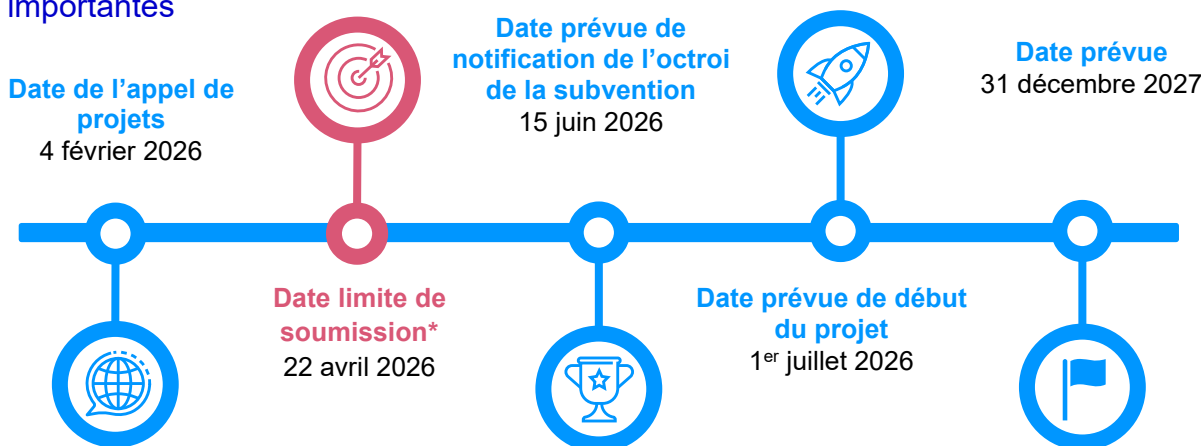 importantes
Date de l’appel de
projets
4 février 2026
Date limite de
soumission*
22 avril 2026
Date prévue de
notification de l’octroi
de la subvention
15 juin 2026
Date prévue de début
du projet
1er juillet 2026
Date prévue
31 décembre 2027